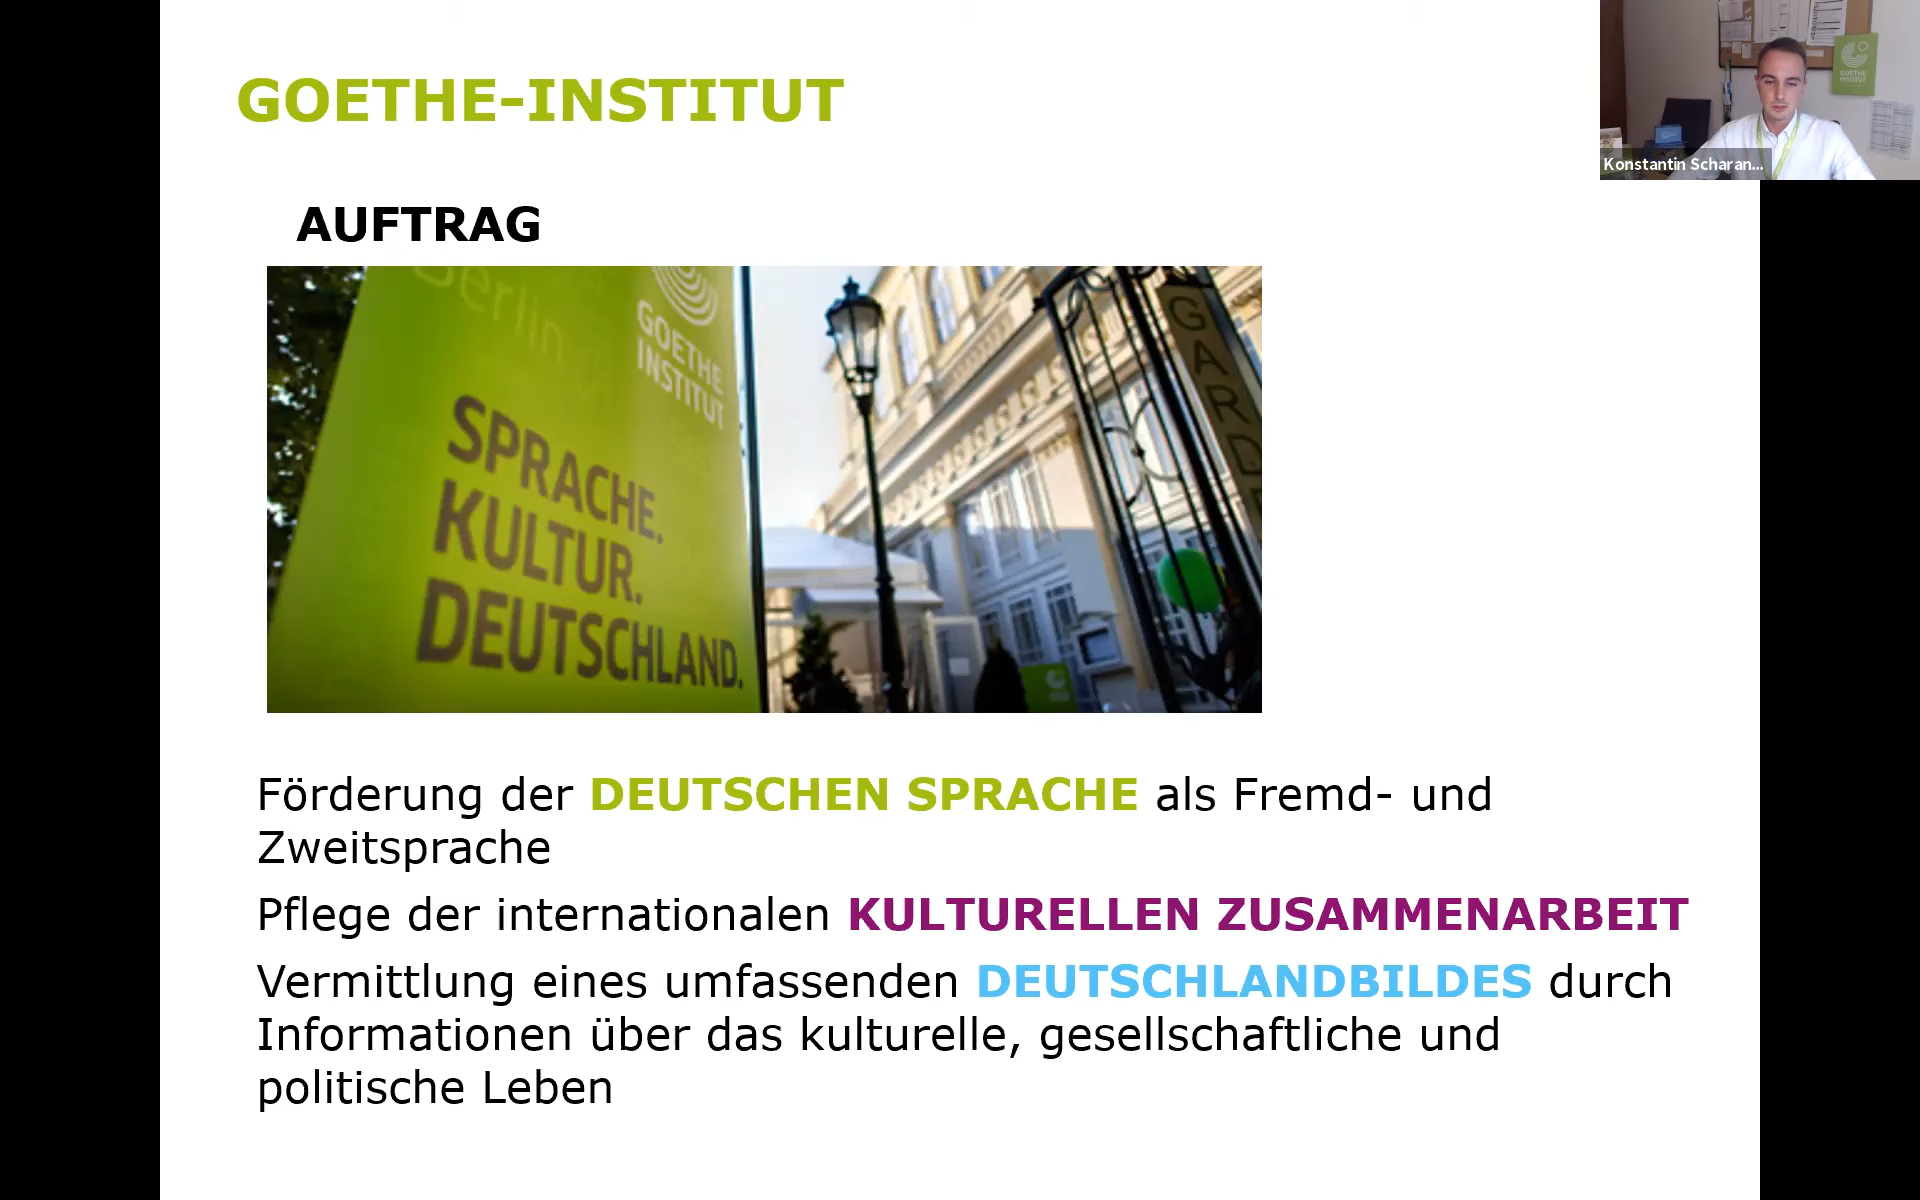 GOETHE-INSTITUT
GOETHE
INSTITUT
Konstantin Scharan...
AUFTRAG
Berlin
GOETHE
INSTITUT
SPRACHE.
KULTUR.
DEUTSCHLAND.
GARD
Förderung der DEUTSCHEN SPRACHE als Fremd- und
Zweitsprache
Pflege der internationalen KULTURELLEN ZUSAMMENARBEIT
Vermittlung eines umfassenden DEUTSCHLANDBILDES durch
Informationen über das kulturelle, gesellschaftliche und
politische Leben